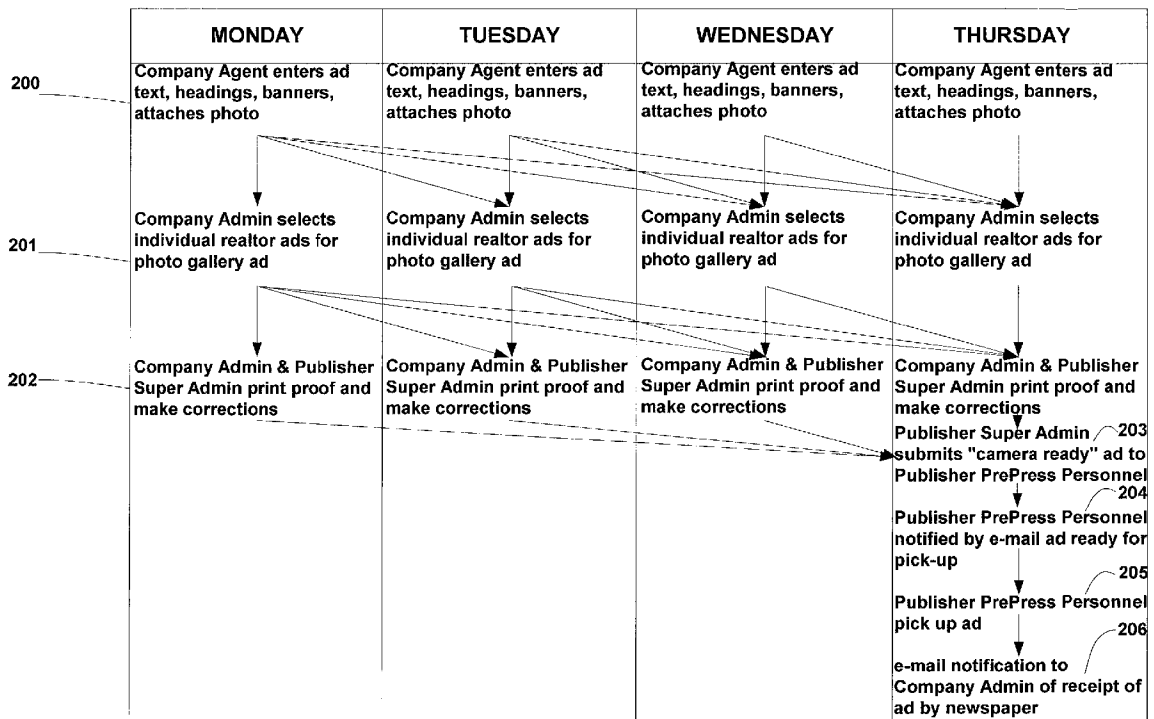 MONDAY
TUESDAY
WEDNESDAY
THURSDAY
200
Company Agent enters ad
text, headings, banners,
attaches photo
Company Agent enters ad
text, headings, banners,
attaches photo
Company Agent enters ad
text, headings, banners,
attaches photo
Company Agent enters ad
text, headings, banners,
attaches photo
201
Company Admin selects
individual realtor ads for
photo gallery ad
Company Admin selects
individual realtor ads for
photo gallery ad
Company Admin selects
individual realtor ads for
photo gallery ad
Company Admin selects
individual realtor ads for
photo gallery ad
202
Company Admin & Publisher
Super Admin print proof and
make corrections
Company Admin & Publisher
Super Admin print proof and
make corrections
Company Admin & Publisher
Super Admin print proof and
make corrections
Company Admin & Publisher
Super Admin print proof and
make corrections
Publisher Super Admin
203
submits "camera ready" ad to
Publisher PrePress Personnel
204
Publisher PrePress Personnel
notified by e-mail ad ready for
pick-up
205
Publisher PrePress Personnel
pick up ad
206
e-mail notification to
Company Admin of receipt of
ad by newspaper